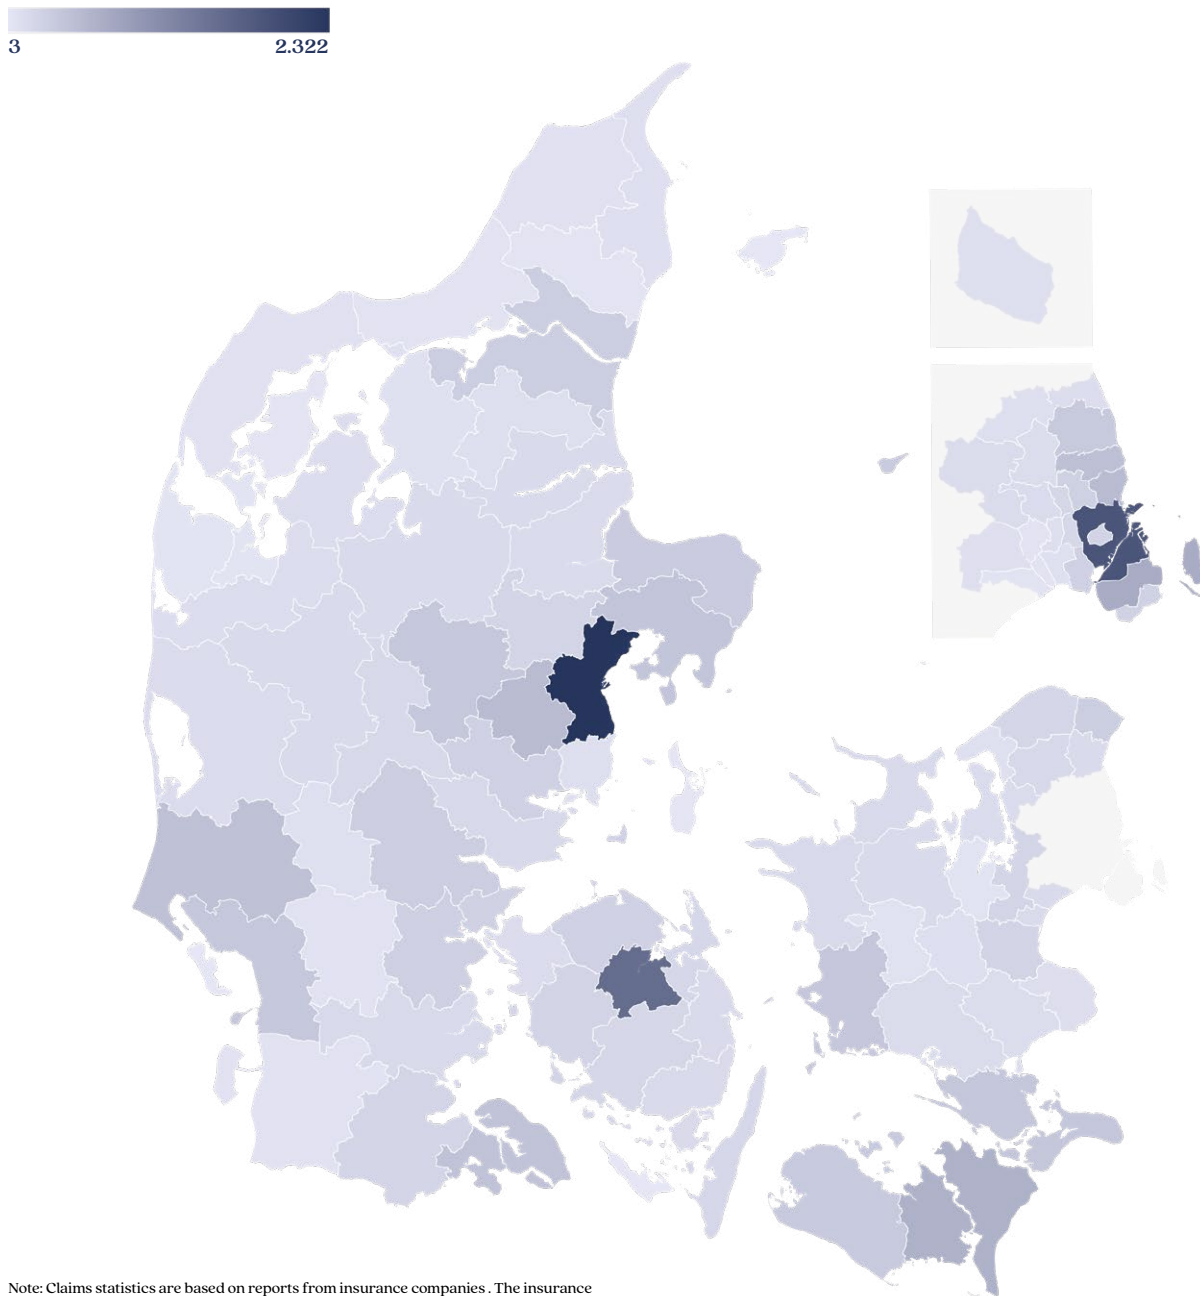 3 2.322
Note: Claims statistics are based on reports from insurance companies . The insurance